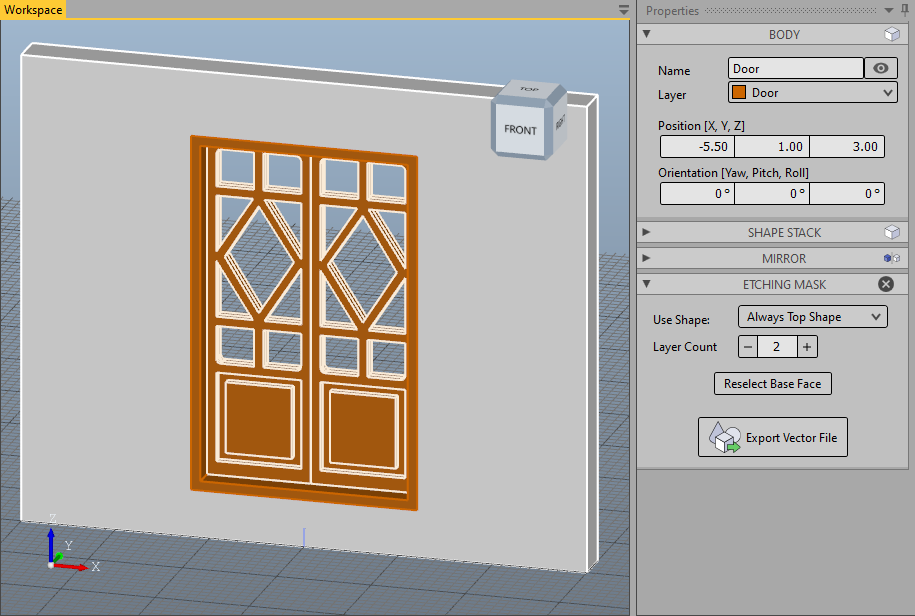 Workspace
Properties
BODY
Name
Door
Layer
Door
Position [X, Y, Z]
-5.50
1.00
3.00
Orientation [Yaw, Pitch, Roll]
0 °
0 °
0 °
SHAPE STACK
MIRROR
ETCHING MASK
Use Shape:
Always Top Shape
Layer Count
− 2 +
Reselect Base Face
Export Vector File
TOP
FRONT
RIGHT
Z
Y
X